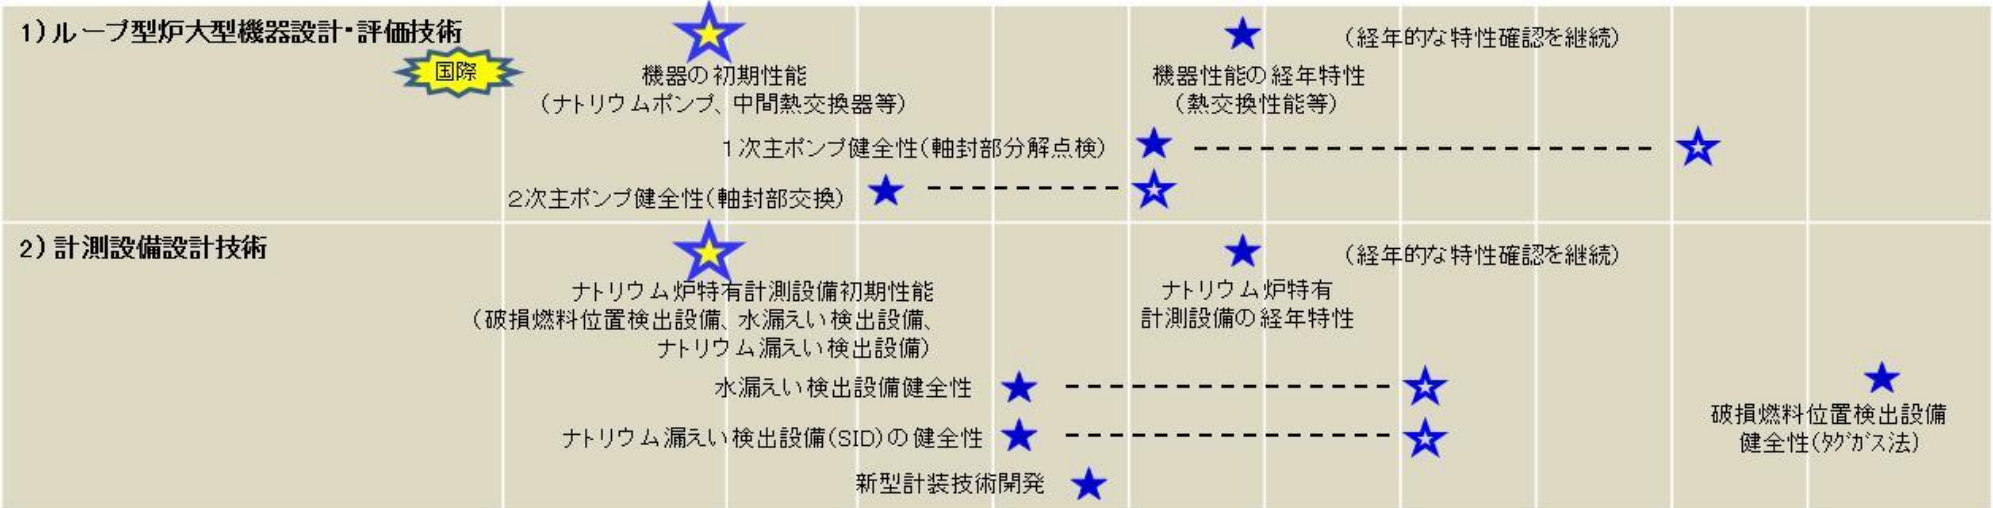 1)ループ型炉大型機器設計・評価技術
国際
機器の初期性能
(ナトリウムポンプ、中間熱交換器等)
機器性能の経年特性
(熱交換性能等)
(経年的な特性確認を継続)
1次主ポンプ健全性(軸封部分解点検)
2次主ポンプ健全性(軸封部交換)
2)計測設備設計技術
ナトリウム炉特有計測設備初期性能
(破損燃料位置検出設備、水漏えい検出設備、
ナトリウム漏えい検出設備)
ナトリウム炉特有
計測設備の経年特性
(経年的な特性確認を継続)
水漏えい検出設備健全性
ナトリウム漏えい検出設備(SID)の健全性
新型計装技術開発
破損燃料位置検出設備
健全性(タグガス法)